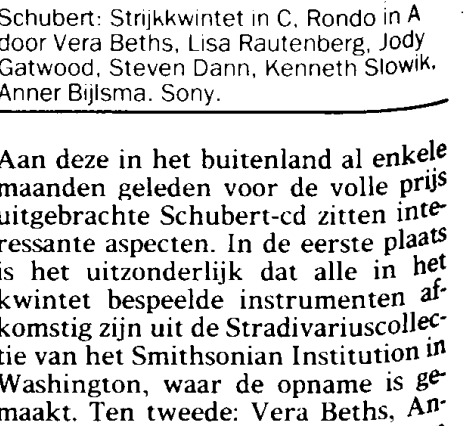 Schubert: Strijkkwintet in C, Rondo in A
door Vera Beths, Lisa Rautenberg, Jody
Gatwood, Steven Dann, Kenneth Slowik,
Anner Bijlsma. Sony.
Aan deze in het buitenland al enkele
maanden geleden voor de volle prijs
uitgebrachte Schubert-cd zitten inte-
ressante aspecten. In de eerste plaats
is het uitzonderlijk dat alle in het
kwintet bespeelde instrumenten af-
komstig zijn uit de Stradivariuscollec-
tie van het Smithsonian Institution in
Washington, waar de opname is ge-
maakt. Ten tweede: Vera Beths, An-